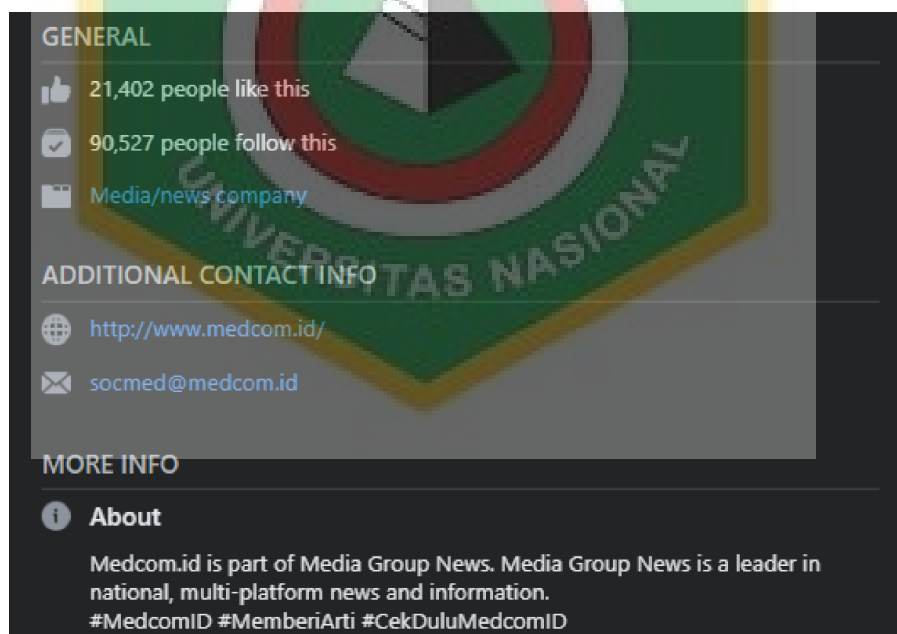 GENERAL
21,402 people like this
90,527 people follow this
Media/news company
UNIVERSITAS NASIONAL
ADDITIONAL CONTACT INFO
http://www.medcom.id/
socmed@medcom.id
MORE INFO
About
Medcom.id is part of Media Group News. Media Group News is a leader in
national, multi-platform news and information.
#MedcomID #MemberiArti #CekDuluMedcomID